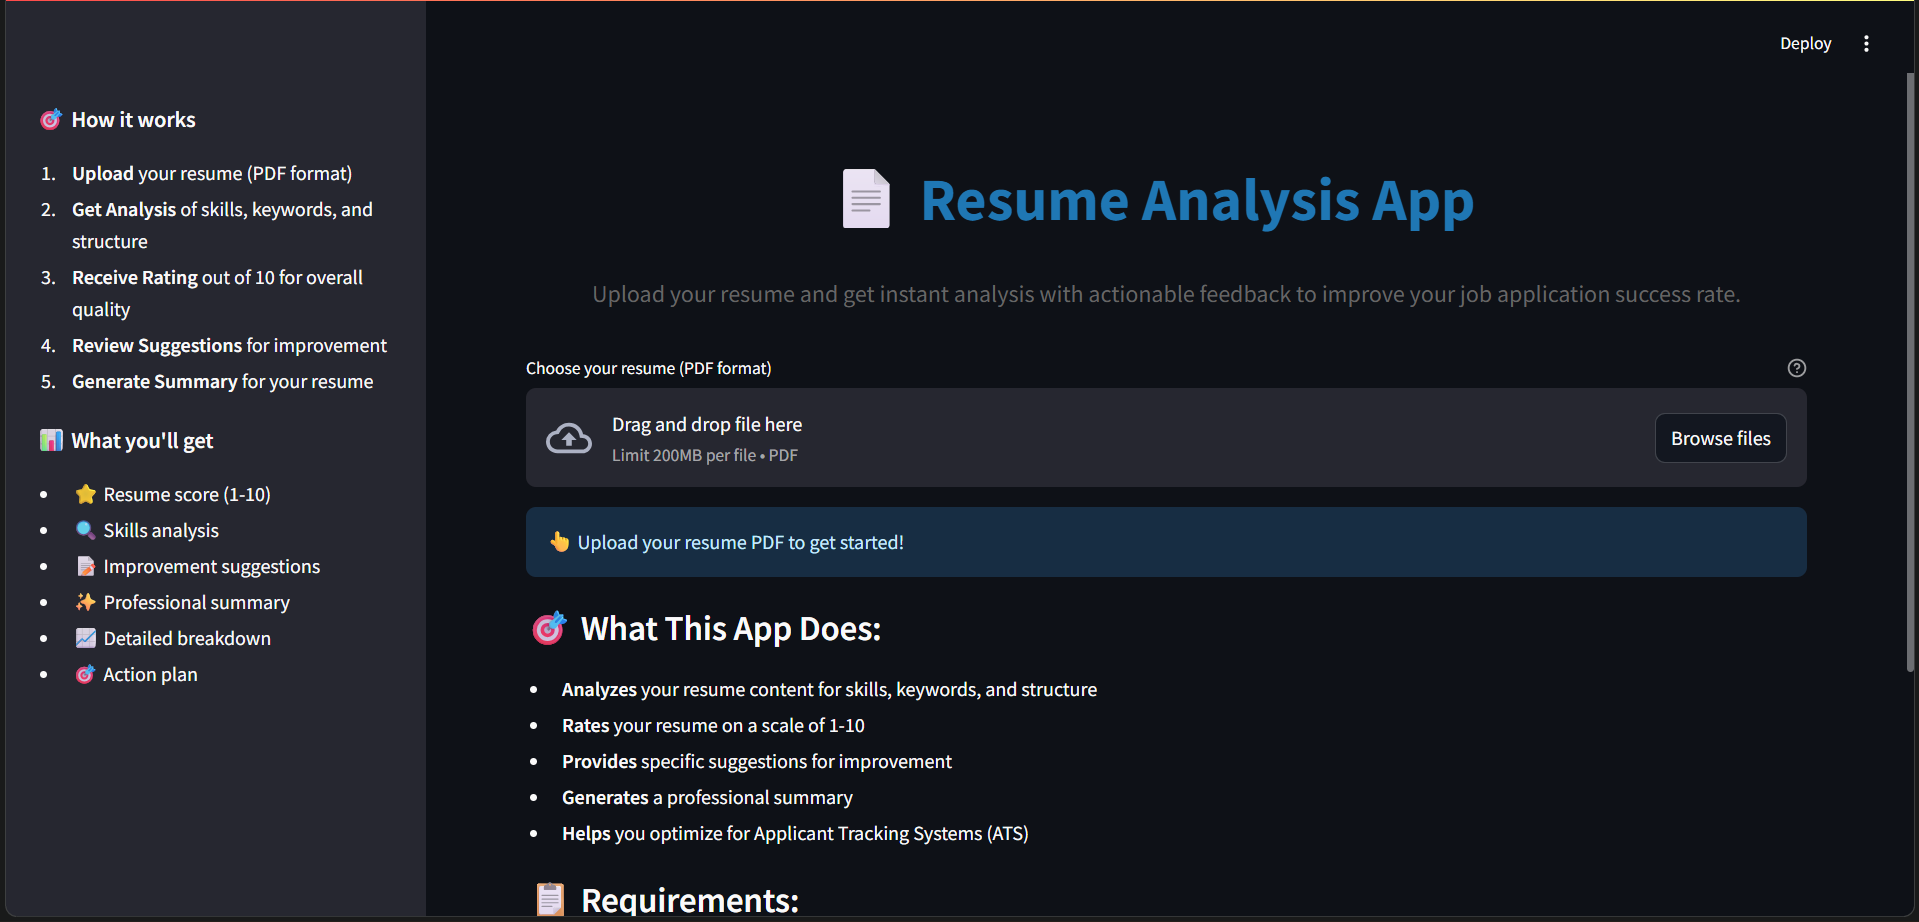 Deploy
🎯 How it works
1. Upload your resume (PDF format)
2. Get Analysis of skills, keywords, and
structure
3. Receive Rating out of 10 for overall
quality
4. Review Suggestions for improvement
5. Generate Summary for your resume
📊 What you'll get
• ⭐ Resume score (1-10)
• 🔍 Skills analysis
• 📝 Improvement suggestions
• ✨ Professional summary
• 📈 Detailed breakdown
• 🎯 Action plan
📄 Resume Analysis App
Upload your resume and get instant analysis with actionable feedback to improve your job application success rate.
Choose your resume (PDF format)
Drag and drop file here
Limit 200MB per file • PDF
Browse files
👆 Upload your resume PDF to get started!
🎯 What This App Does:
• Analyzes your resume content for skills, keywords, and structure
• Rates your resume on a scale of 1-10
• Provides specific suggestions for improvement
• Generates a professional summary
• Helps you optimize for Applicant Tracking Systems (ATS)
📋 Requirements: